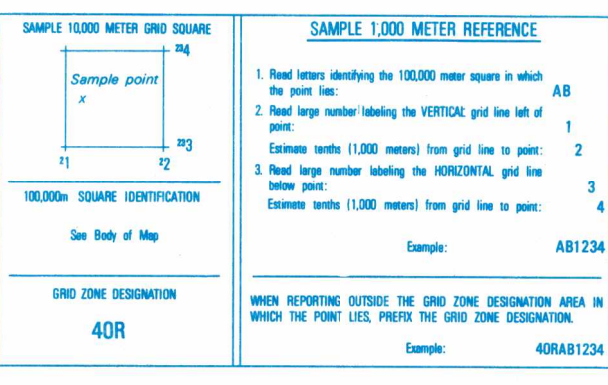 SAMPLE 10,000 METER GRID SQUARE
²³4
Sample point
x
²³3
²1
²2
100,000m SQUARE IDENTIFICATION
See Body of Map
GRID ZONE DESIGNATION
40R
SAMPLE 1,000 METER REFERENCE
1. Read letters identifying the 100,000 meter square in which
the point lies: AB
2. Read large number labeling the VERTICAL grid line left of
point: 1
Estimate tenths (1,000 meters) from grid line to point: 2
3. Read large number labeling the HORIZONTAL grid line
below point: 3
Estimate tenths (1,000 meters) from grid line to point: 4
Example: AB1234
WHEN REPORTING OUTSIDE THE GRID ZONE DESIGNATION AREA IN
WHICH THE POINT LIES, PREFIX THE GRID ZONE DESIGNATION.
Example: 40RAB1234